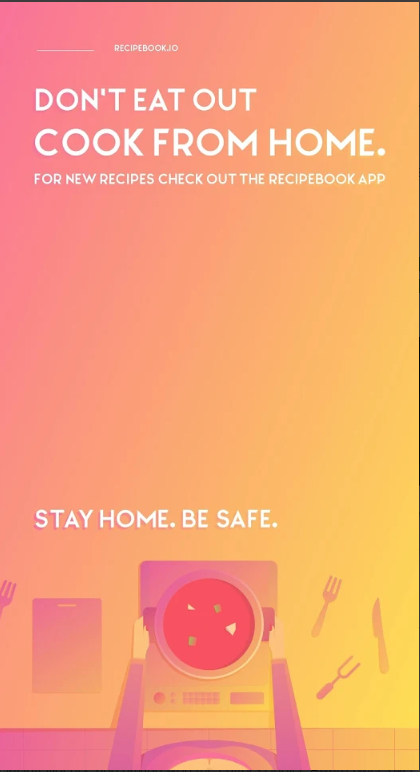 RECIPEBOOK.IO
DON'T EAT OUT
COOK FROM HOME.
FOR NEW RECIPES CHECK OUT THE RECIPEBOOK APP
STAY HOME. BE SAFE.